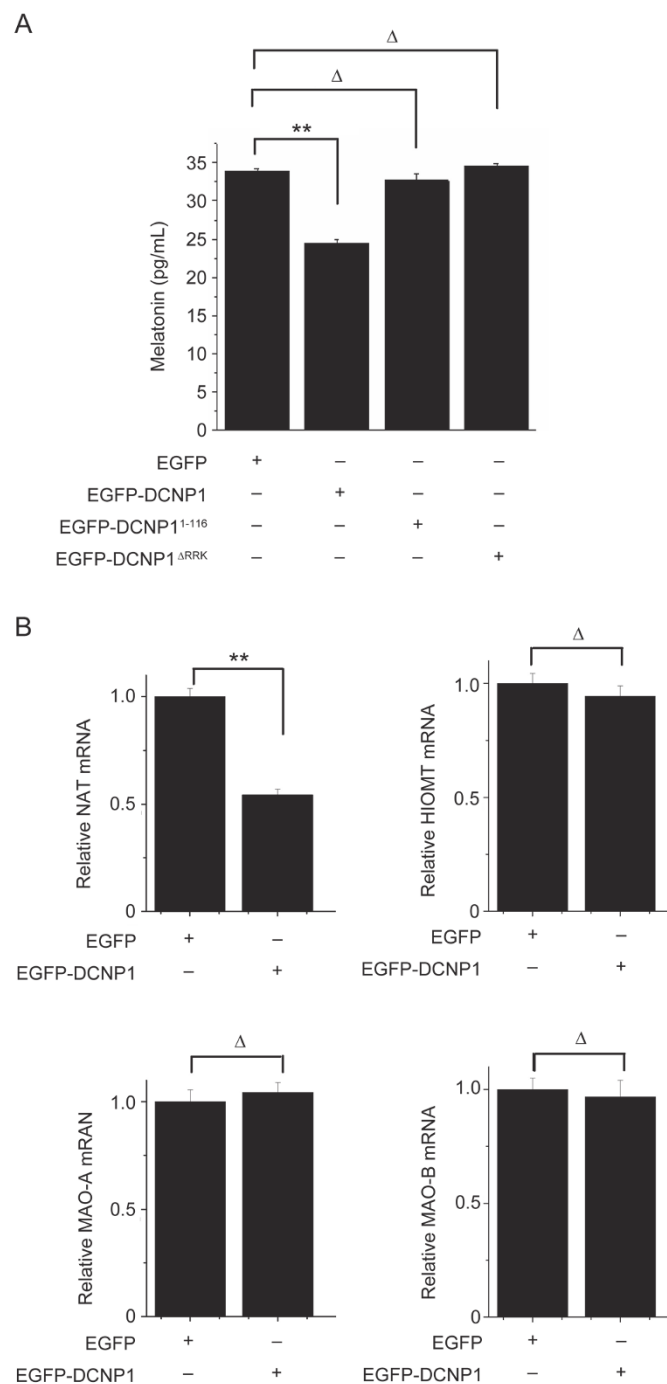 A
Δ
Δ
**
35
30
25
20
15
10
5
0
Melatonin (pg/mL)
EGFP + – – –
EGFP-DCNP1 – + – –
EGFP-DCNP1¹⁻¹¹⁶ – – + –
EGFP-DCNP1ᐃRRK – – – +
B
**
1.0
0.5
0
Relative NAT mRNA
EGFP + –
EGFP-DCNP1 – +
Δ
1.0
0.5
0
Relative HIOMT mRNA
EGFP + –
EGFP-DCNP1 – +
Δ
1.0
0.5
0
Relative MAO-A mRAN
EGFP + –
EGFP-DCNP1 – +
Δ
1.0
0.5
0
Relative MAO-B mRNA
EGFP + –
EGFP-DCNP1 – +